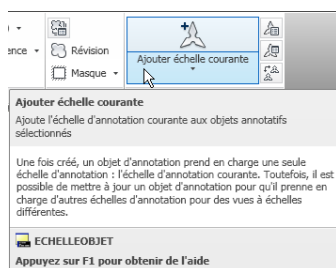 ence
Révision
Masque
Ajouter échelle courante
Ajouter échelle courante
Ajoute l'échelle d'annotation courante aux objets annotatifs
sélectionnés
Une fois créé, un objet d'annotation prend en charge une seule
échelle d'annotation : l'échelle d'annotation courante. Toutefois, il est
possible de mettre à jour un objet d'annotation pour qu'il prenne en
charge d'autres échelles d'annotation pour des vues à échelles
différentes.
ECHELLEOBJET
Appuyez sur F1 pour obtenir de l'aide